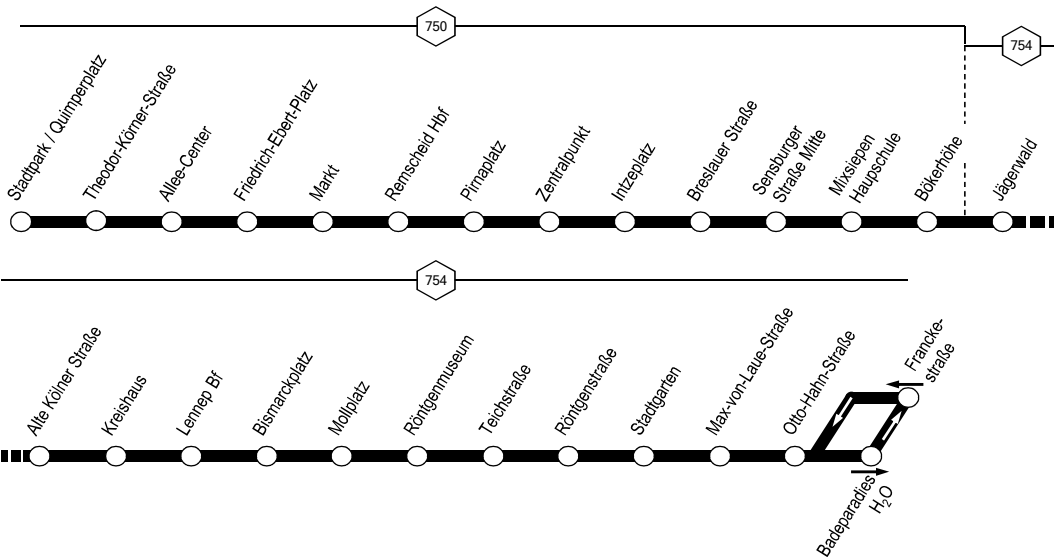 750
754
Stadtpark / Quimperplatz
Theodor-Körner-Straße
Allee-Center
Friedrich-Ebert-Platz
Markt
Remscheid Hbf
Pirnaplatz
Zentralpunkt
Intzeplatz
Breslauer Straße
Sensburger
Straße Mitte
Mixsiepen
Haupschule
Bökerhöhe
Jägerwald
754
Alte Kölner Straße
Kreishaus
Lennep Bf
Bismarckplatz
Mollplatz
Röntgenmuseum
Teichstraße
Röntgenstraße
Stadtgarten
Max-von-Laue-Straße
Otto-Hahn-Straße
Francke-
straße
Badeparadies
H₂O